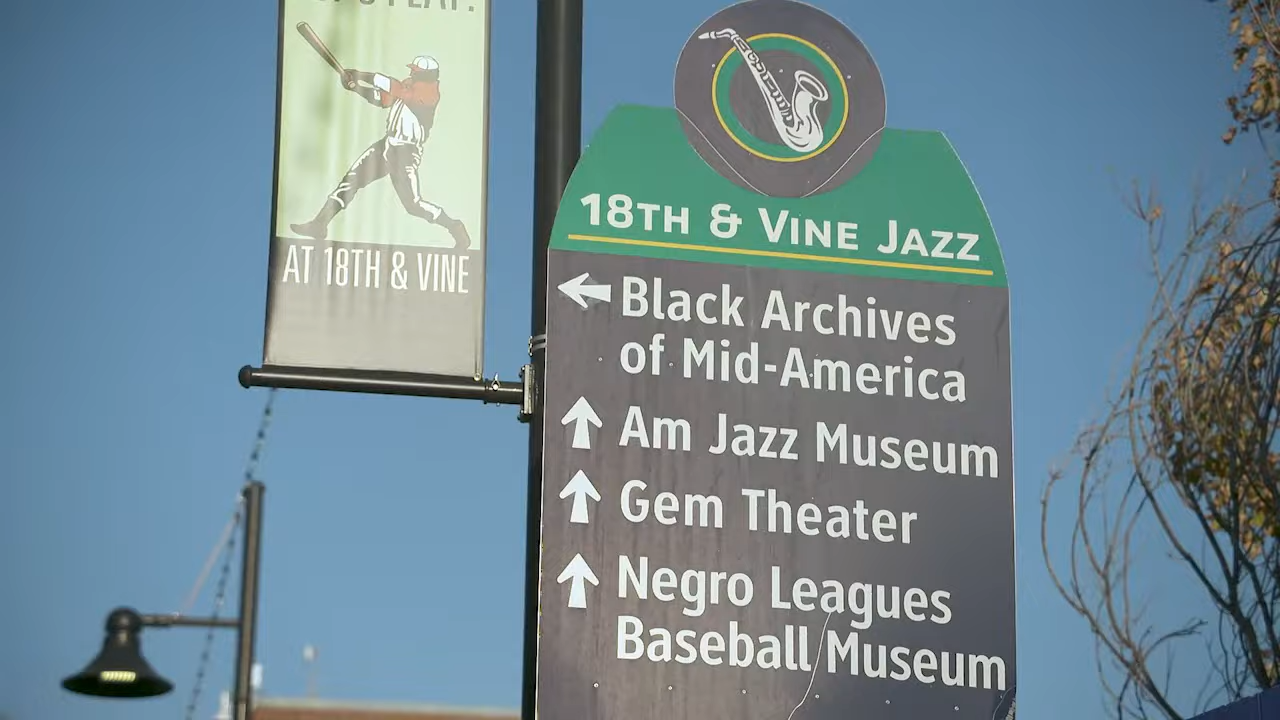 AT 18TH & VINE
18TH & VINE JAZZ
Black Archives
of Mid-America
Am Jazz Museum
Gem Theater
Negro Leagues
Baseball Museum